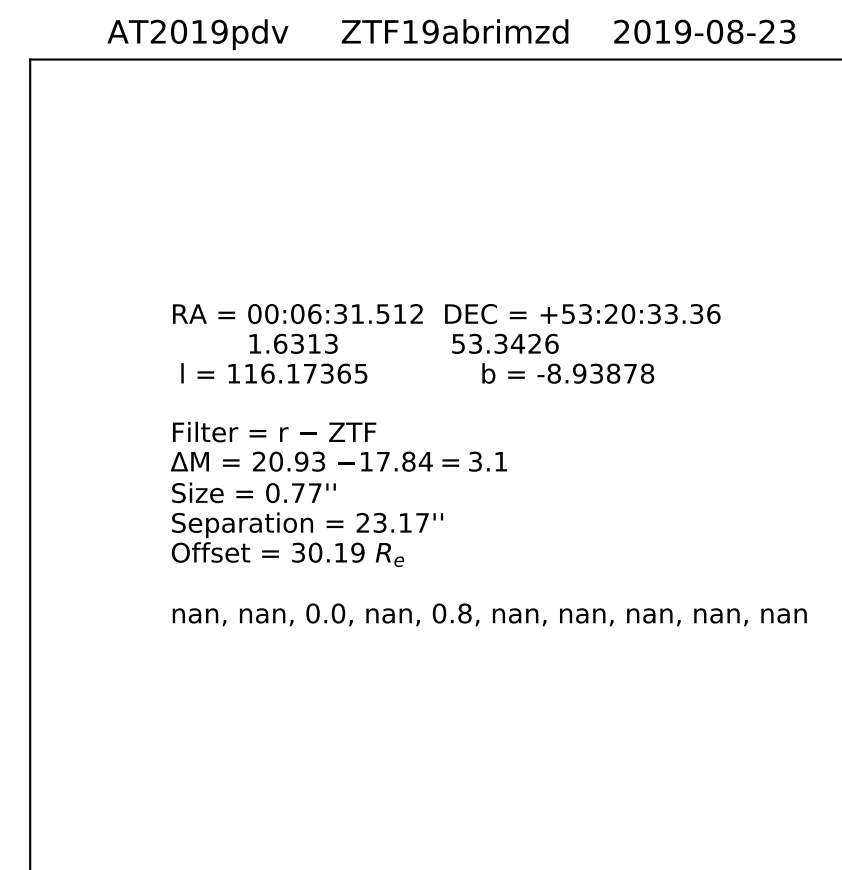 AT2019pdv ZTF19abrimzd 2019-08-23
RA = 00:06:31.512 DEC = +53:20:33.36
1.6313 53.3426
l = 116.17365 b = -8.93878
Filter = r − ZTF
ΔM = 20.93 −17.84 = 3.1
Size = 0.77''
Separation = 23.17''
Offset = 30.19 Rₑ
nan, nan, 0.0, nan, 0.8, nan, nan, nan, nan, nan